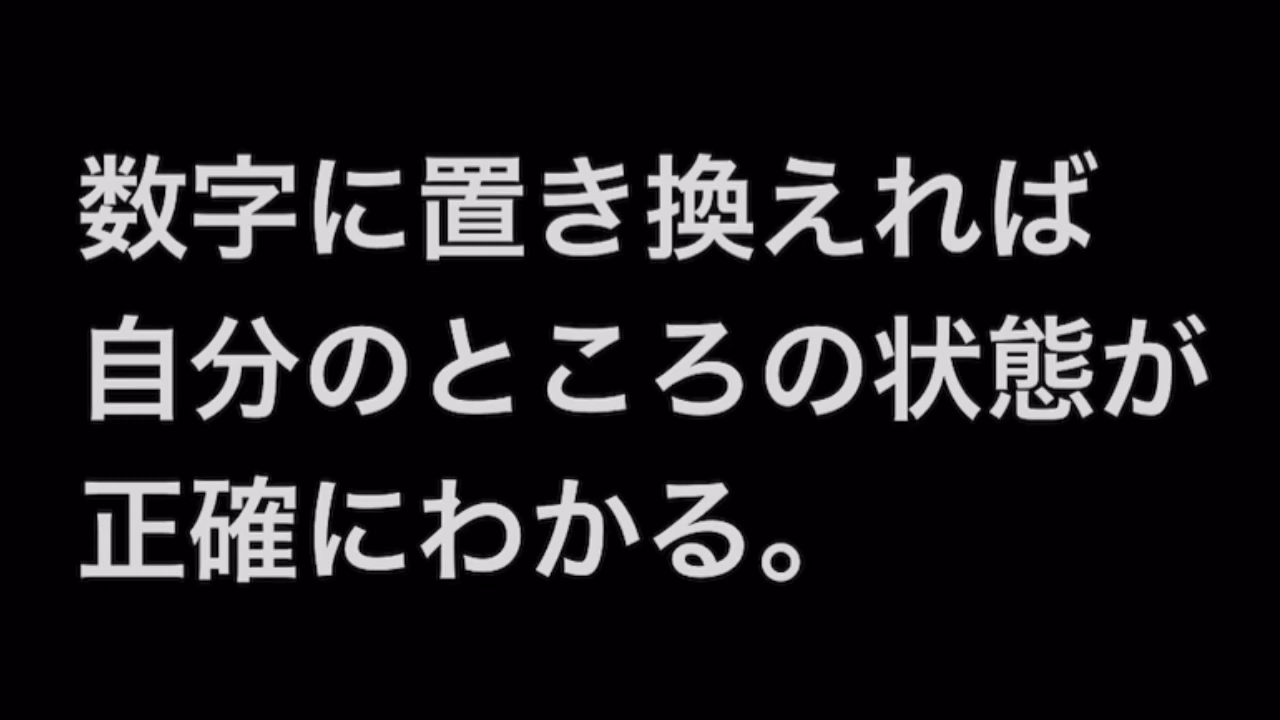 数字に置き換えれば
自分のところの状態が
正確にわかる。